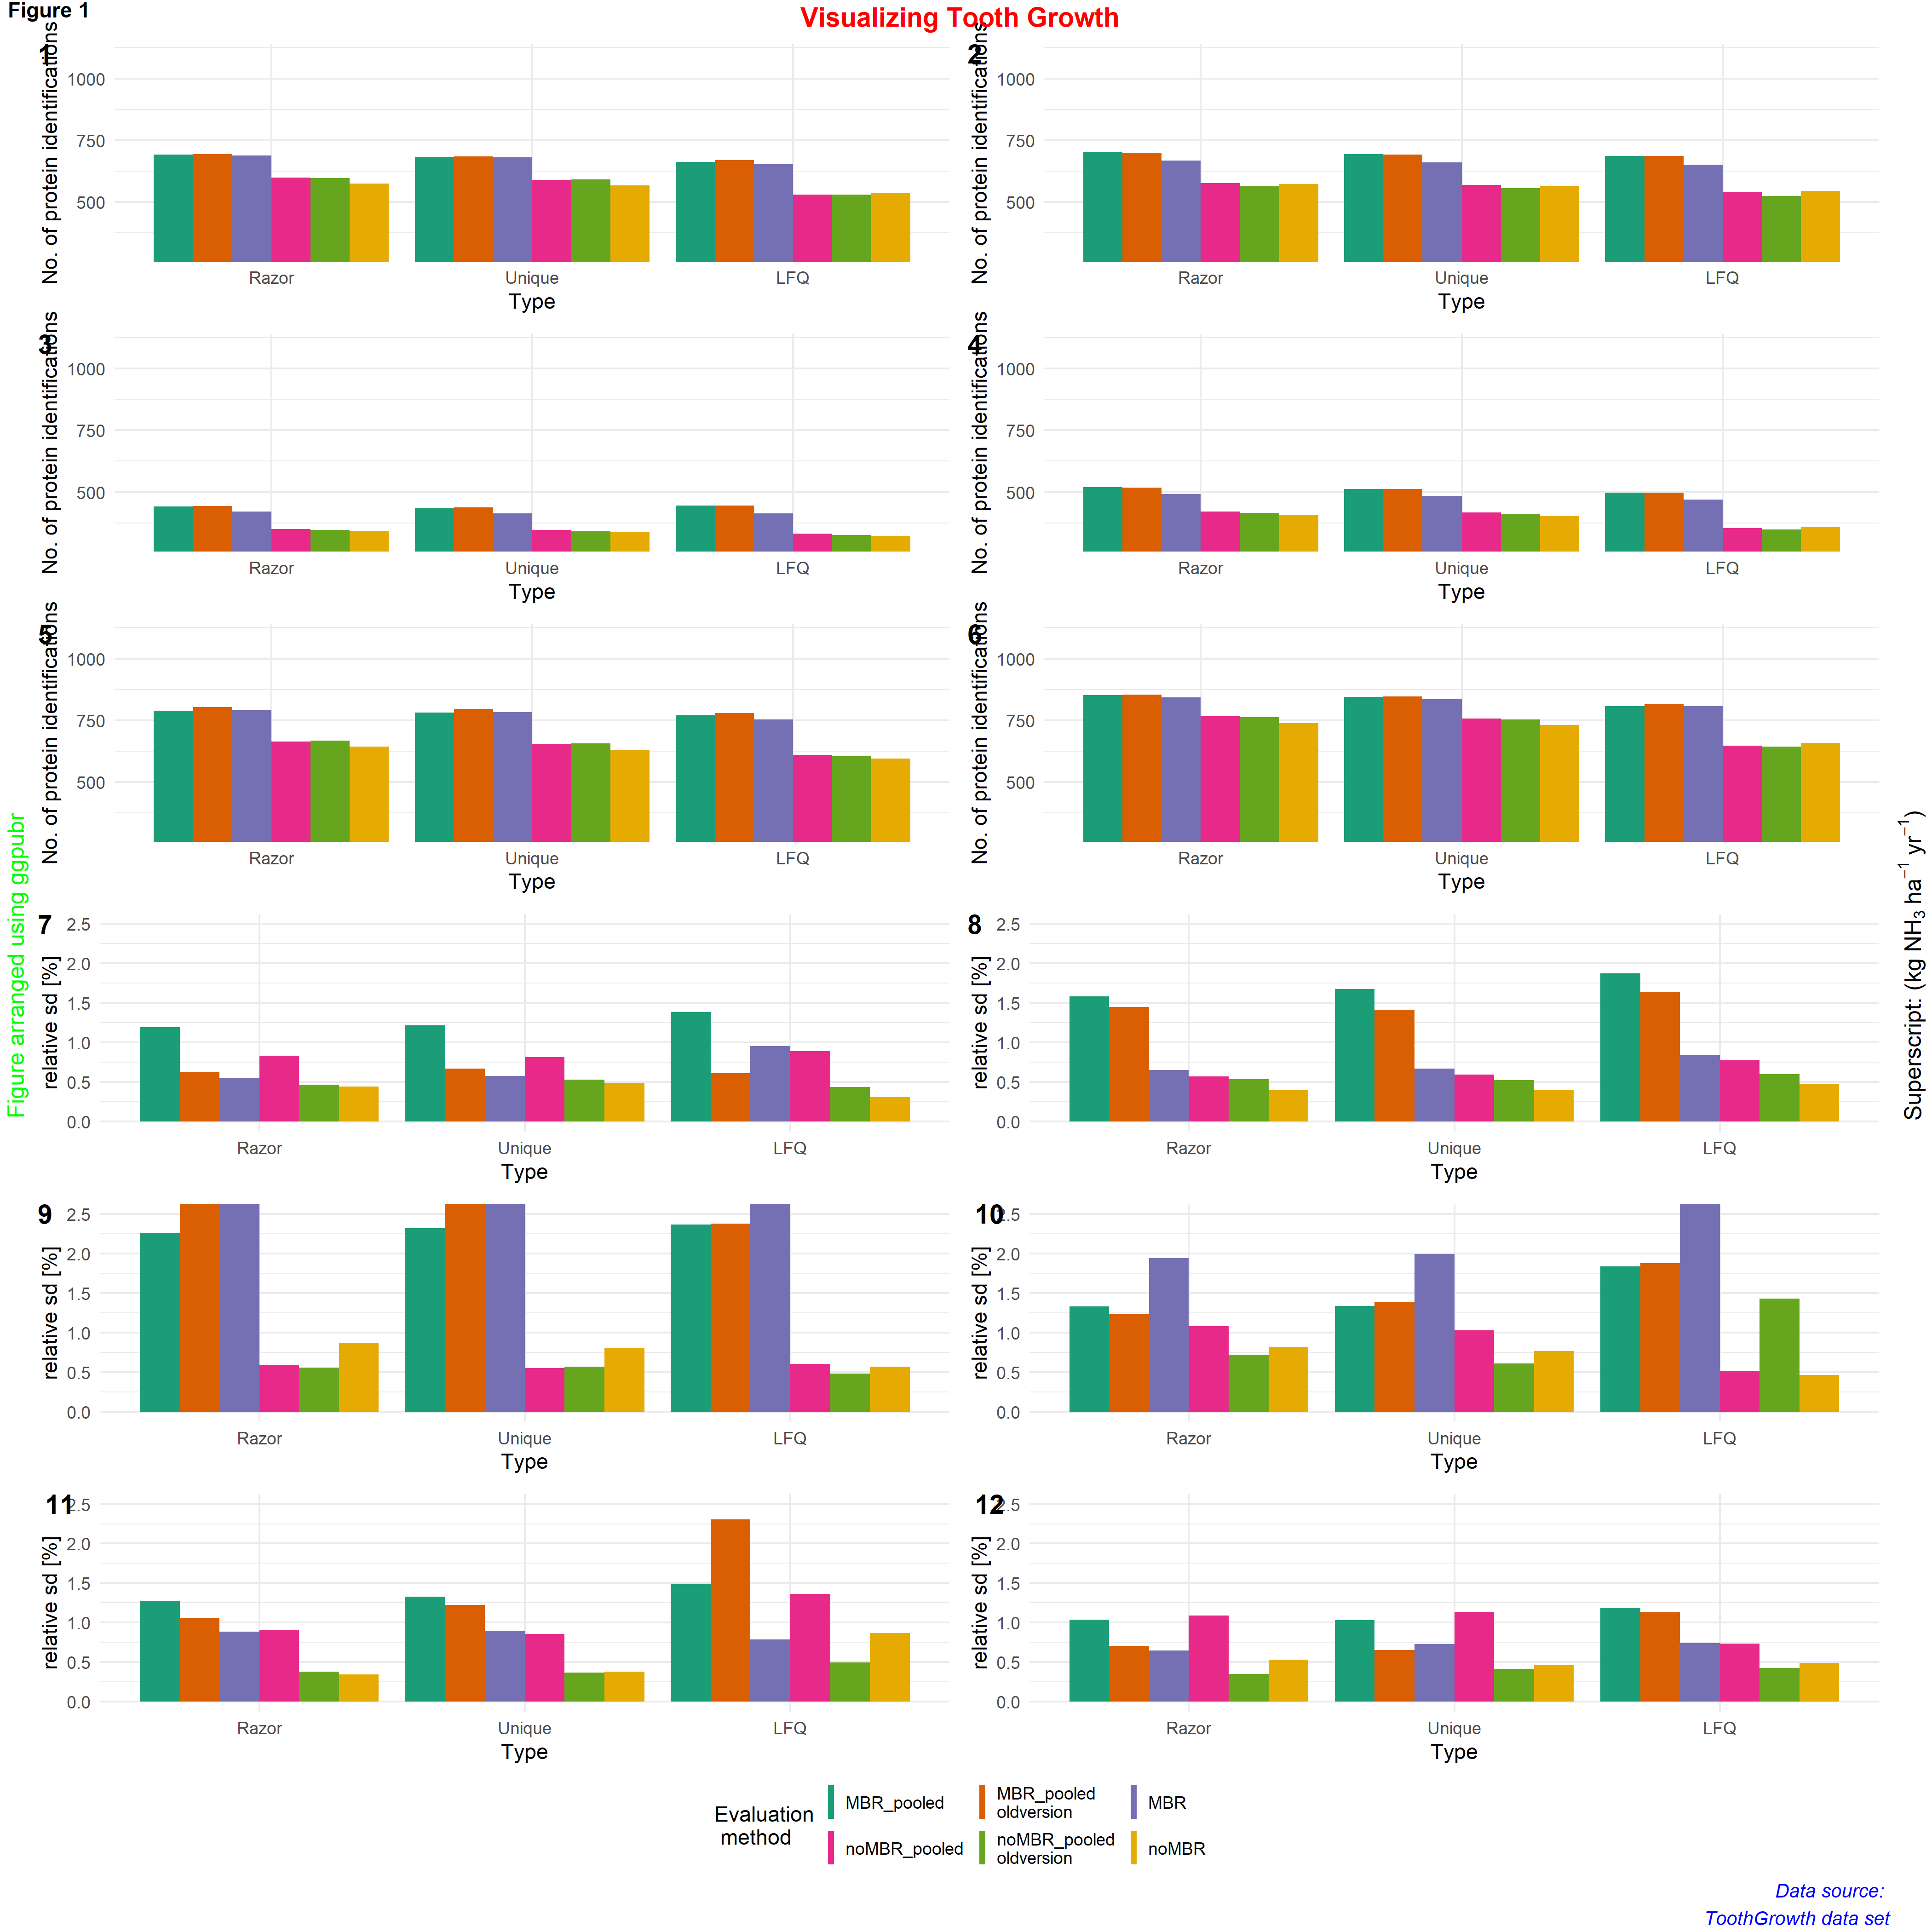 Figure 1
Visualizing Tooth Growth
1
No. of protein identifications
1000
750
500
Razor Unique LFQ
Type
2
No. of protein identifications
1000
750
500
Razor Unique LFQ
Type
3
No. of protein identifications
1000
750
500
Razor Unique LFQ
Type
4
No. of protein identifications
1000
750
500
Razor Unique LFQ
Type
5
No. of protein identifications
1000
750
500
Razor Unique LFQ
Type
6
No. of protein identifications
1000
750
500
Razor Unique LFQ
Type
Figure arranged using ggpubr
Superscript: (kg NH₃ ha⁻¹ yr⁻¹)
7
relative sd [%]
2.5
2.0
1.5
1.0
0.5
0.0
Razor Unique LFQ
Type
8
relative sd [%]
2.5
2.0
1.5
1.0
0.5
0.0
Razor Unique LFQ
Type
9
relative sd [%]
2.5
2.0
1.5
1.0
0.5
0.0
Razor Unique LFQ
Type
10
relative sd [%]
2.5
2.0
1.5
1.0
0.5
0.0
Razor Unique LFQ
Type
11
relative sd [%]
2.5
2.0
1.5
1.0
0.5
0.0
Razor Unique LFQ
Type
12
relative sd [%]
2.5
2.0
1.5
1.0
0.5
0.0
Razor Unique LFQ
Type
Evaluation
method
MBR_pooled
MBR_pooled
oldversion
MBR
noMBR_pooled
noMBR_pooled
oldversion
noMBR
Data source:
ToothGrowth data set